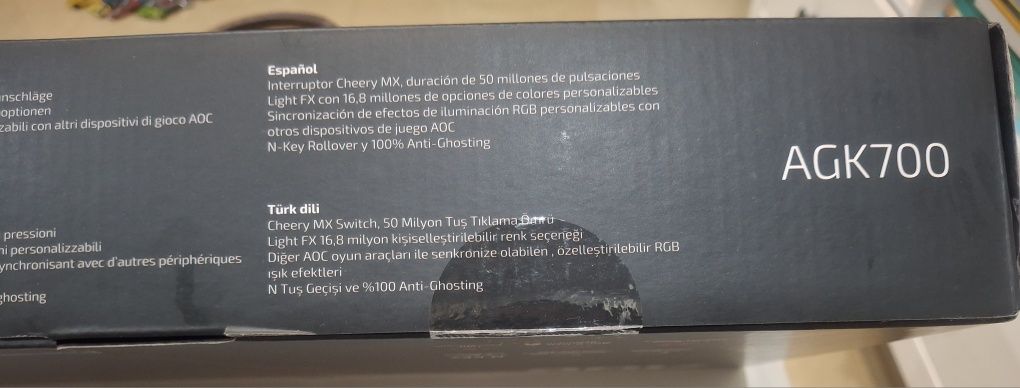 nschläge
optionen
zabili con altri dispositivi di gioco AOC
pressioni
ni personalizzabili
ynchronisant avec d'autres périphériques
ghosting
Español
Interruptor Cheery MX, duración de 50 millones de pulsaciones
Light FX con 16,8 millones de opciones de colores personalizables
Sincronización de efectos de iluminación RGB personalizables con
otros dispositivos de juego AOC
N-Key Rollover y 100% Anti-Ghosting
Türk dili
Cheery MX Switch, 50 Milyon Tuş Tıklama Ömrü
Light FX 16,8 milyon kişiselleştirilebilir renk seçeneği
Diğer AOC oyun araçları ile senkronize olabilen , özelleştirilebilir RGB
ışık efektleri
N Tuş Geçişi ve %100 Anti-Ghosting
AGK700